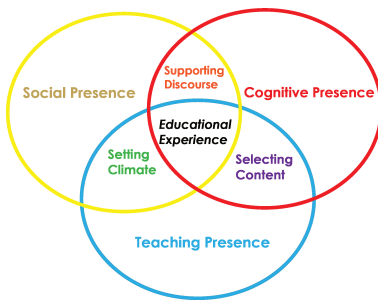 Supporting
Discourse
Social Presence
Cognitive Presence
Educational
Experience
Setting
Climate
Selecting
Content
Teaching Presence